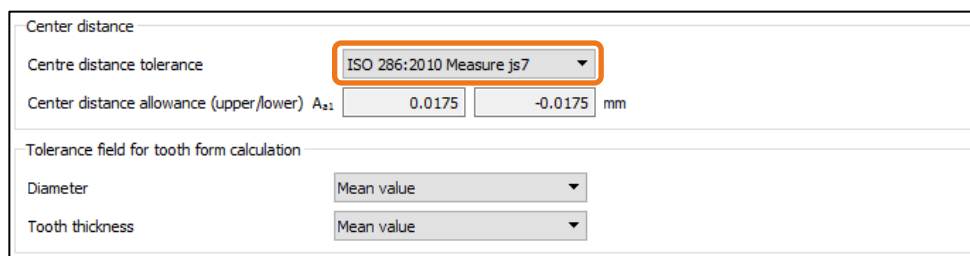 Center distance
Centre distance tolerance ISO 286:2010 Measure js7
Center distance allowance (upper/lower) Aₐ₁ 0.0175 -0.0175 mm
Tolerance field for tooth form calculation
Diameter Mean value
Tooth thickness Mean value